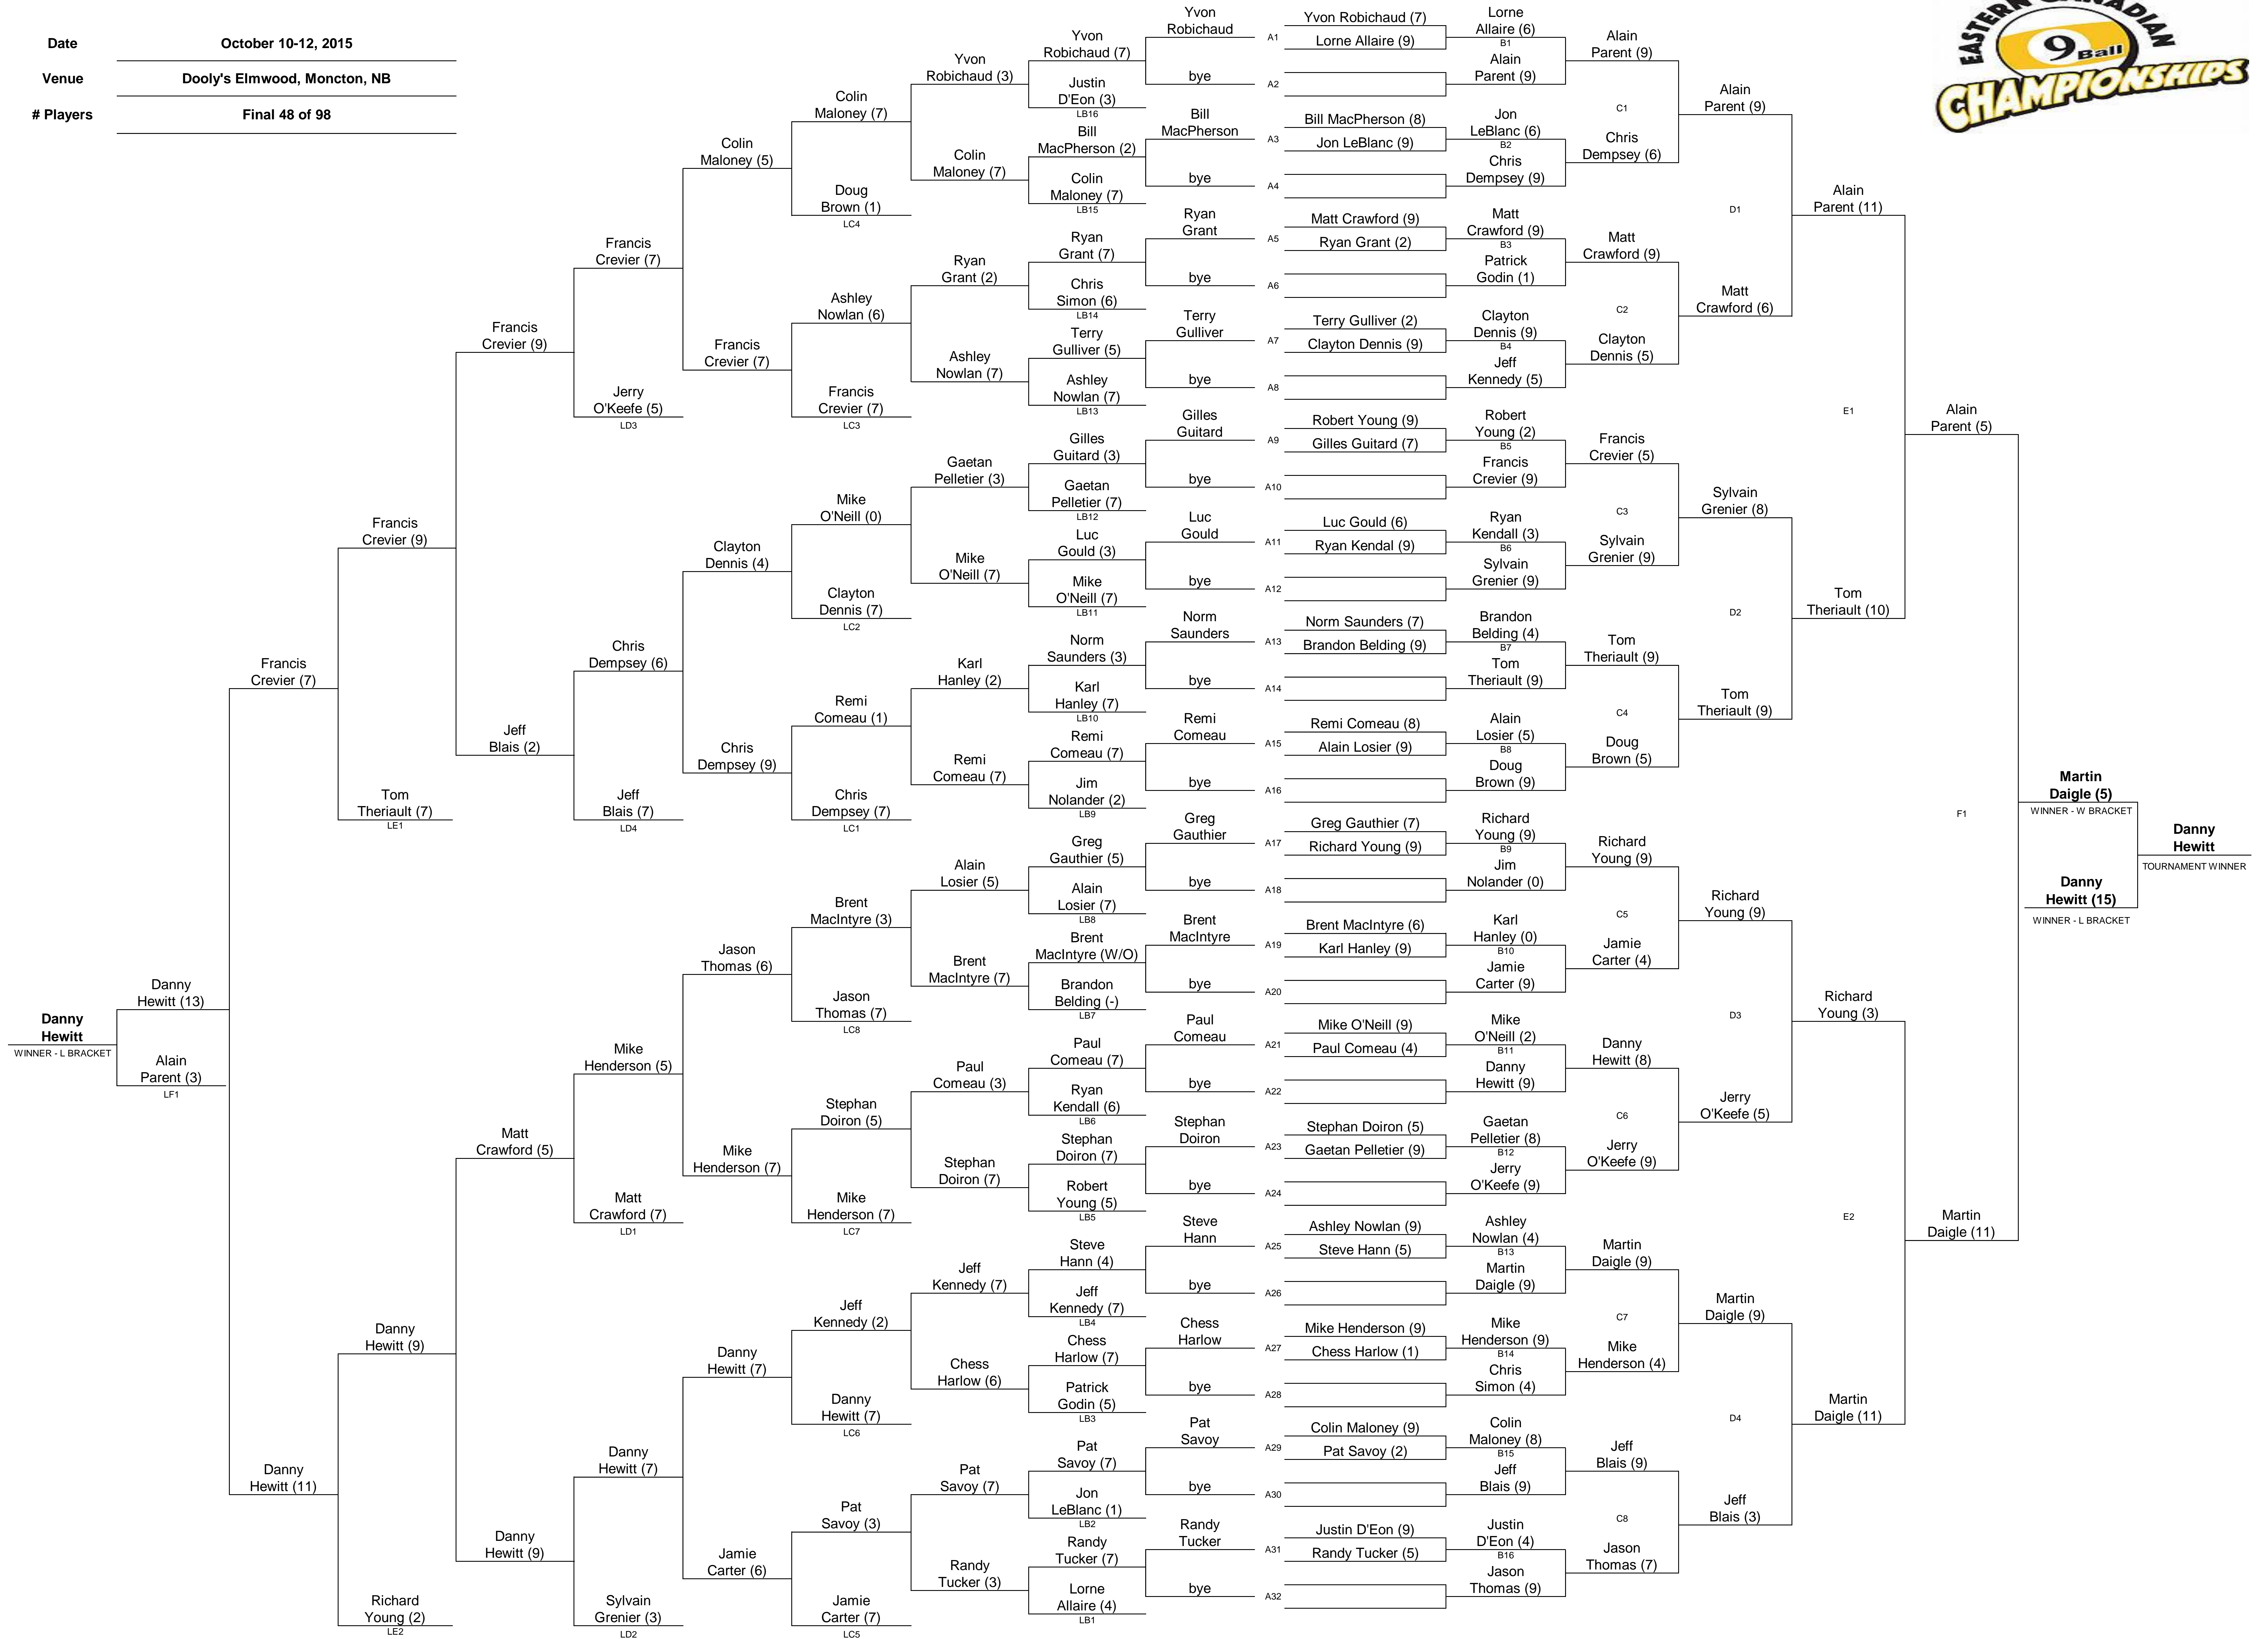 Date
October 10-12, 2015
Venue
Dooly's Elmwood, Moncton, NB
# Players
Final 48 of 98
EASTERN CANADIAN
9 Ball
CHAMPIONSHIPS
Danny
Hewitt
WINNER - L BRACKET
Danny
Hewitt (13)
Alain
Parent (3)
LF1
Francis
Crevier (7)
Danny
Hewitt (11)
Francis
Crevier (9)
Tom
Theriault (7)
LE1
Danny
Hewitt (9)
Richard
Young (2)
LE2
Francis
Crevier (9)
Jeff
Blais (2)
Matt
Crawford (5)
Danny
Hewitt (9)
Francis
Crevier (7)
Jerry
O'Keefe (5)
LD3
Chris
Dempsey (6)
Jeff
Blais (7)
LD4
Mike
Henderson (5)
Matt
Crawford (7)
LD1
Danny
Hewitt (7)
Sylvain
Grenier (3)
LD2
Colin
Maloney (5)
Francis
Crevier (7)
Clayton
Dennis (4)
Chris
Dempsey (9)
Jason
Thomas (6)
Mike
Henderson (7)
Danny
Hewitt (7)
Jamie
Carter (6)
Colin
Maloney (7)
Doug
Brown (1)
LC4
Ashley
Nowlan (6)
Francis
Crevier (7)
LC3
Mike
O'Neill (0)
Clayton
Dennis (7)
LC2
Remi
Comeau (1)
Chris
Dempsey (7)
LC1
Brent
MacIntyre (3)
Jason
Thomas (7)
LC8
Stephan
Doiron (5)
Mike
Henderson (7)
LC7
Jeff
Kennedy (2)
Danny
Hewitt (7)
LC6
Pat
Savoy (3)
Jamie
Carter (7)
LC5
Yvon
Robichaud (3)
Colin
Maloney (7)
Ryan
Grant (2)
Ashley
Nowlan (7)
Gaetan
Pelletier (3)
Mike
O'Neill (7)
Karl
Hanley (2)
Remi
Comeau (7)
Alain
Losier (5)
Brent
MacIntyre (7)
Paul
Comeau (3)
Stephan
Doiron (7)
Jeff
Kennedy (7)
Chess
Harlow (6)
Pat
Savoy (7)
Randy
Tucker (3)
Yvon
Robichaud (7)
Justin
D'Eon (3)
LB16
Bill
MacPherson (2)
Colin
Maloney (7)
LB15
Ryan
Grant (7)
Chris
Simon (6)
LB14
Terry
Gulliver (5)
Ashley
Nowlan (7)
LB13
Gilles
Guitard (3)
Gaetan
Pelletier (7)
LB12
Luc
Gould (3)
Mike
O'Neill (7)
LB11
Norm
Saunders (3)
Karl
Hanley (7)
LB10
Remi
Comeau (7)
Jim
Nolander (2)
LB9
Greg
Gauthier (5)
Alain
Losier (7)
LB8
Brent
MacIntyre (W/O)
Brandon
Belding (-)
LB7
Paul
Comeau (7)
Ryan
Kendall (6)
LB6
Stephan
Doiron (7)
Robert
Young (5)
LB5
Steve
Hann (4)
Jeff
Kennedy (7)
LB4
Chess
Harlow (7)
Patrick
Godin (5)
LB3
Pat
Savoy (7)
Jon
LeBlanc (1)
LB2
Randy
Tucker (7)
Lorne
Allaire (4)
LB1
Yvon
Robichaud
bye
Bill
MacPherson
bye
Ryan
Grant
bye
Terry
Gulliver
bye
Gilles
Guitard
bye
Luc
Gould
bye
Norm
Saunders
bye
Remi
Comeau
bye
Greg
Gauthier
bye
Brent
MacIntyre
bye
Paul
Comeau
bye
Stephan
Doiron
bye
Steve
Hann
bye
Chess
Harlow
bye
Pat
Savoy
bye
Randy
Tucker
bye
A1
A2
A3
A4
A5
A6
A7
A8
A9
A10
A11
A12
A13
A14
A15
A16
A17
A18
A19
A20
A21
A22
A23
A24
A25
A26
A27
A28
A29
A30
A31
A32
Yvon Robichaud (7)
Lorne Allaire (9)
Bill MacPherson (8)
Jon LeBlanc (9)
Matt Crawford (9)
Ryan Grant (2)
Terry Gulliver (2)
Clayton Dennis (9)
Robert Young (9)
Gilles Guitard (7)
Luc Gould (6)
Ryan Kendal (9)
Norm Saunders (7)
Brandon Belding (9)
Remi Comeau (8)
Alain Losier (9)
Greg Gauthier (7)
Richard Young (9)
Brent MacIntyre (6)
Karl Hanley (9)
Mike O'Neill (9)
Paul Comeau (4)
Stephan Doiron (5)
Gaetan Pelletier (9)
Ashley Nowlan (9)
Steve Hann (5)
Mike Henderson (9)
Chess Harlow (1)
Colin Maloney (9)
Pat Savoy (2)
Justin D'Eon (9)
Randy Tucker (5)
Lorne
Allaire (6)
B1
Alain
Parent (9)
Jon
LeBlanc (6)
B2
Chris
Dempsey (9)
Matt
Crawford (9)
B3
Patrick
Godin (1)
Clayton
Dennis (9)
B4
Jeff
Kennedy (5)
Robert
Young (2)
B5
Francis
Crevier (9)
Ryan
Kendall (3)
B6
Sylvain
Grenier (9)
Brandon
Belding (4)
B7
Tom
Theriault (9)
Alain
Losier (5)
B8
Doug
Brown (9)
Richard
Young (9)
B9
Jim
Nolander (0)
Karl
Hanley (0)
B10
Jamie
Carter (9)
Mike
O'Neill (2)
B11
Danny
Hewitt (9)
Gaetan
Pelletier (8)
B12
Jerry
O'Keefe (9)
Ashley
Nowlan (4)
B13
Martin
Daigle (9)
Mike
Henderson (9)
B14
Chris
Simon (4)
Colin
Maloney (8)
B15
Jeff
Blais (9)
Justin
D'Eon (4)
B16
Jason
Thomas (9)
Alain
Parent (9)
C1
Chris
Dempsey (6)
Matt
Crawford (9)
C2
Clayton
Dennis (5)
Francis
Crevier (5)
C3
Sylvain
Grenier (9)
Tom
Theriault (9)
C4
Doug
Brown (5)
Richard
Young (9)
C5
Jamie
Carter (4)
Danny
Hewitt (8)
C6
Jerry
O'Keefe (9)
Martin
Daigle (9)
C7
Mike
Henderson (4)
Jeff
Blais (9)
C8
Jason
Thomas (7)
Alain
Parent (9)
D1
Matt
Crawford (6)
Sylvain
Grenier (8)
D2
Tom
Theriault (9)
Richard
Young (9)
D3
Jerry
O'Keefe (5)
Martin
Daigle (9)
D4
Jeff
Blais (3)
Alain
Parent (11)
E1
Tom
Theriault (10)
Richard
Young (3)
E2
Martin
Daigle (11)
Alain
Parent (5)
F1
Martin
Daigle (11)
Martin
Daigle (5)
WINNER - W BRACKET
Danny
Hewitt (15)
WINNER - L BRACKET
Danny
Hewitt
TOURNAMENT WINNER